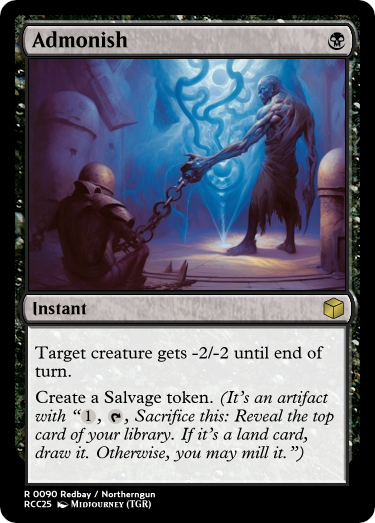 Admonish
Instant
Target creature gets -2/-2 until end of
turn.
Create a Salvage token. (It's an artifact
with “1, , Sacrifice this: Reveal the top
card of your library. If it's a land card,
draw it. Otherwise, you may mill it.”)
R 0090 Redbay / Northerngun
RCC25 Midjourney (TGR)